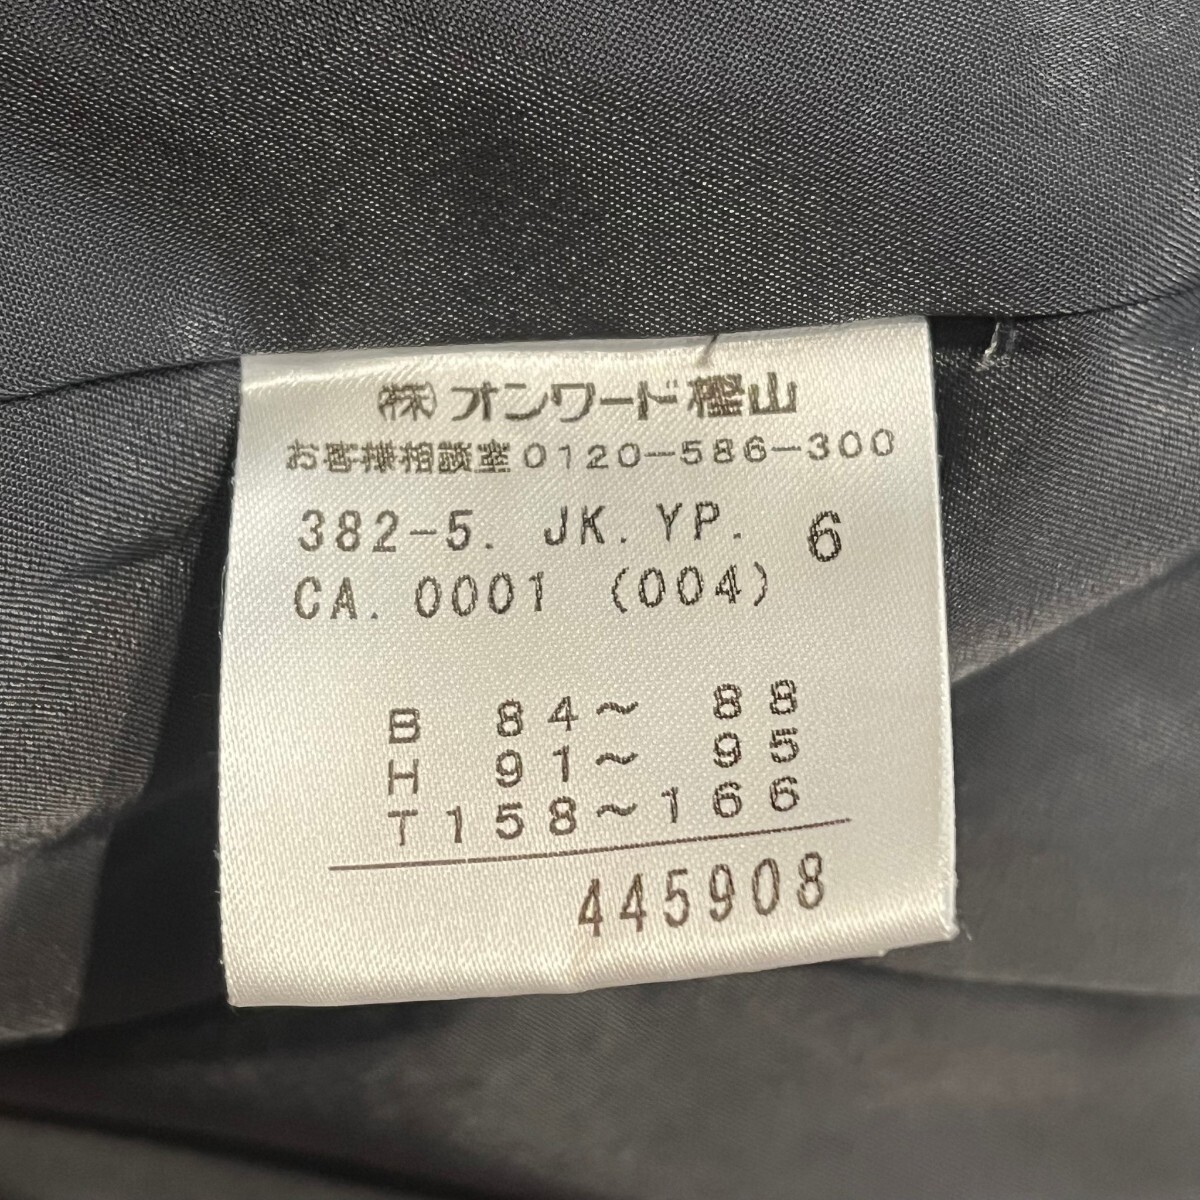 ㈱オンワード樫山
お客様相談室0120-586-300
382-5. JK. YP. 6
CA. 0001 (004)
B 84~ 88
H 91~ 95
T158~166
445908